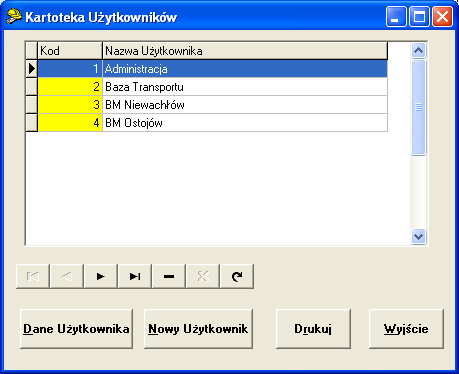 Kartoteka Użytkowników
Kod Nazwa Użytkownika
1 Administracja
2 Baza Transportu
3 BM Niewachłów
4 BM Ostojów
Dane Użytkownika Nowy Użytkownik Drukuj Wyjście